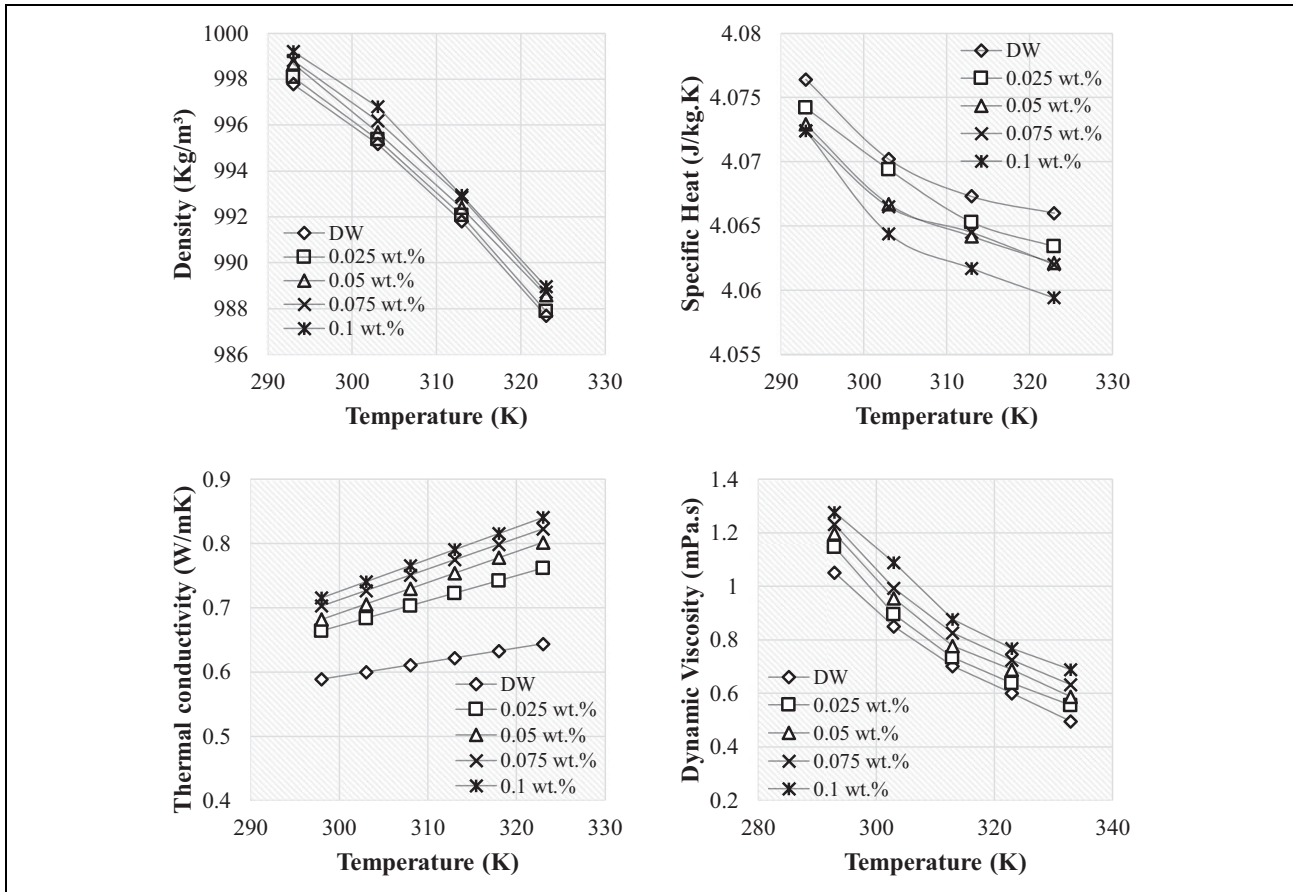 1000
998
996
994
992
990
988
986
Density (Kg/m³)
DW
0.025 wt.%
0.05 wt.%
0.075 wt.%
0.1 wt.%
290 300 310 320 330
Temperature (K)
4.08
4.075
4.07
4.065
4.06
4.055
Specific Heat (J/kg.K)
DW
0.025 wt.%
0.05 wt.%
0.075 wt.%
0.1 wt.%
290 300 310 320 330
Temperature (K)
0.9
0.8
0.7
0.6
0.5
0.4
Thermal conductivity (W/mK)
DW
0.025 wt.%
0.05 wt.%
0.075 wt.%
0.1 wt.%
290 300 310 320 330
Temperature (K)
1.4
1.2
1
0.8
0.6
0.4
0.2
Dynamic Viscosity (mPa.s)
DW
0.025 wt.%
0.05 wt.%
0.075 wt.%
0.1 wt.%
280 300 320 340
Temperature (K)